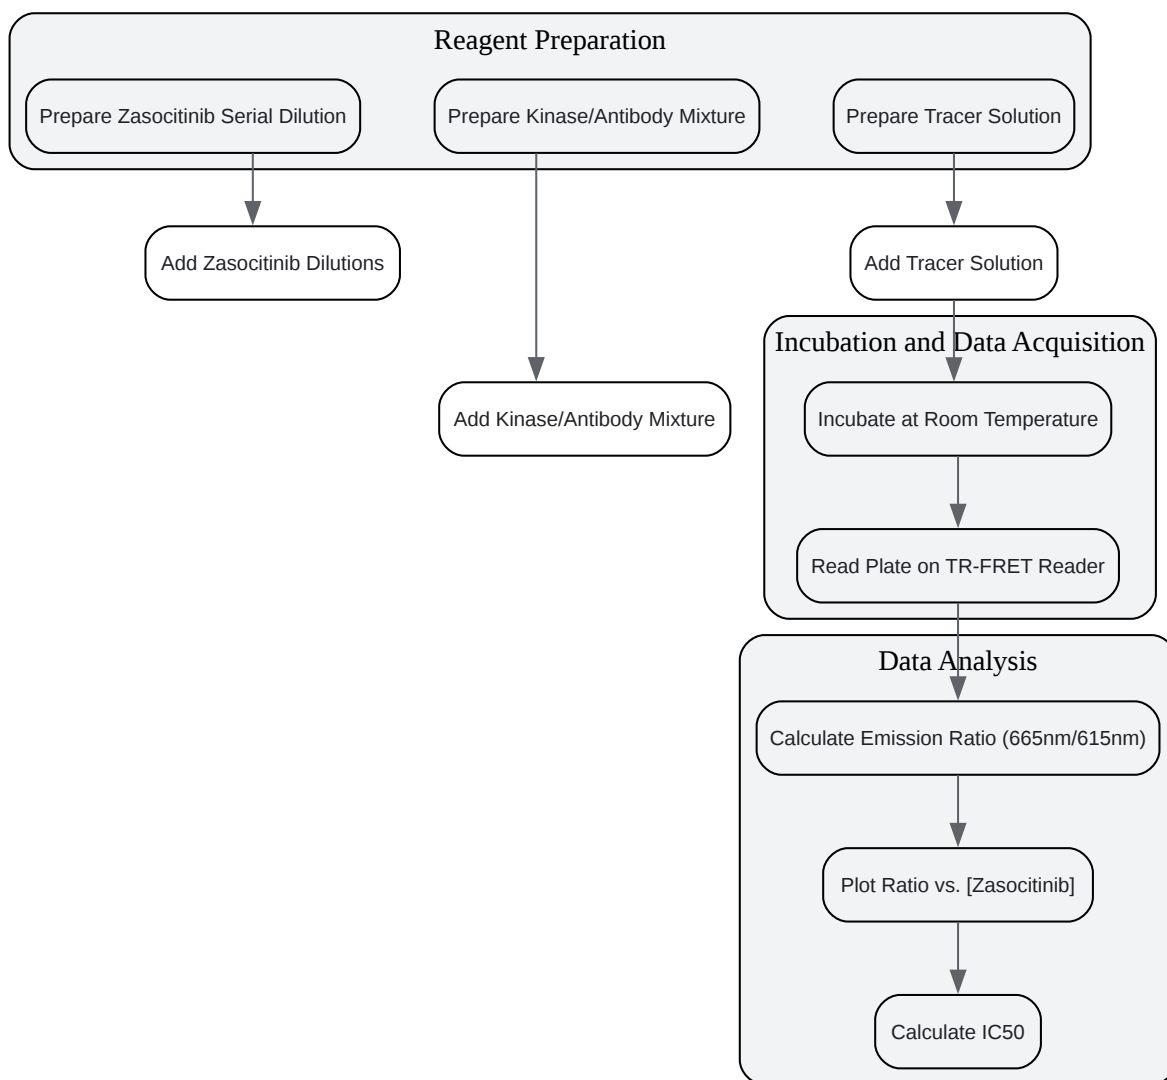 Reagent Preparation
Prepare Zasocitinib Serial Dilution
Prepare Kinase/Antibody Mixture
Prepare Tracer Solution
Add Zasocitinib Dilutions
Add Tracer Solution
Incubation and Data Acquisition
Add Kinase/Antibody Mixture
Incubate at Room Temperature
Read Plate on TR-FRET Reader
Data Analysis
Calculate Emission Ratio (665nm/615nm)
Plot Ratio vs. [Zasocitinib]
Calculate IC50